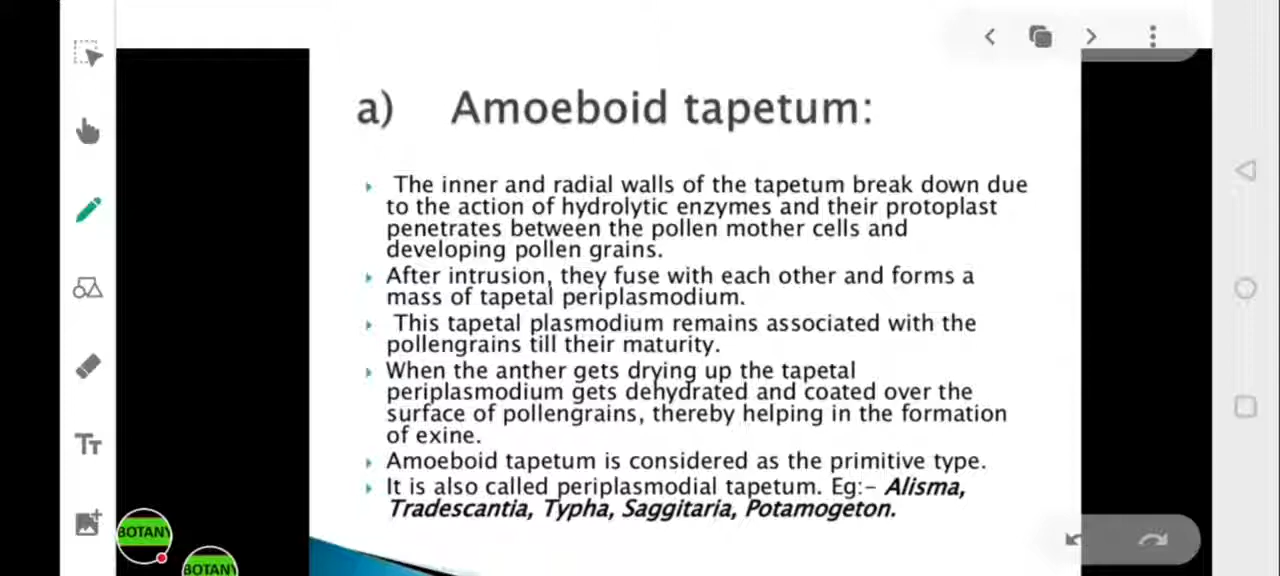 a) Amoeboid tapetum:
The inner and radial walls of the tapetum break down due
to the action of hydrolytic enzymes and their protoplast
penetrates between the pollen mother cells and
developing pollen grains.
After intrusion, they fuse with each other and forms a
mass of tapetal periplasmodium.
This tapetal plasmodium remains associated with the
pollengrains till their maturity.
When the anther gets drying up the tapetal
periplasmodium gets dehydrated and coated over the
surface of pollengrains, thereby helping in the formation
of exine.
Amoeboid tapetum is considered as the primitive type.
It is also called periplasmodial tapetum. Eg:- Alisma,
Tradescantia, Typha, Saggitaria, Potamogeton.
TT
BOTANY
BOTANY